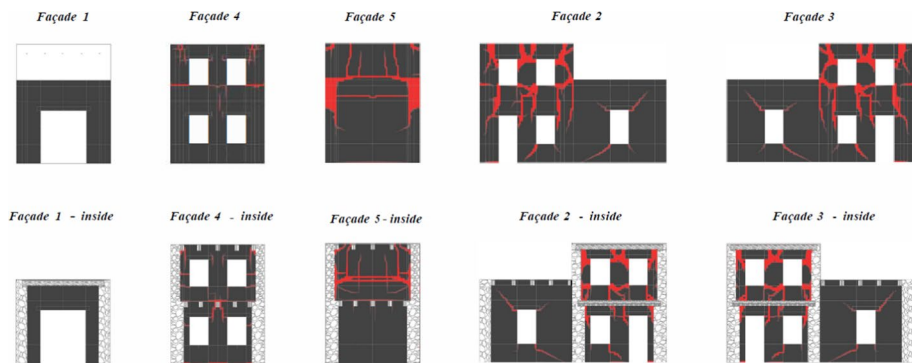 Façade 1
Façade 4
Façade 5
Façade 2
Façade 3
Façade 1 - inside
Façade 4 - inside
Façade 5 - inside
Façade 2 - inside
Façade 3 - inside